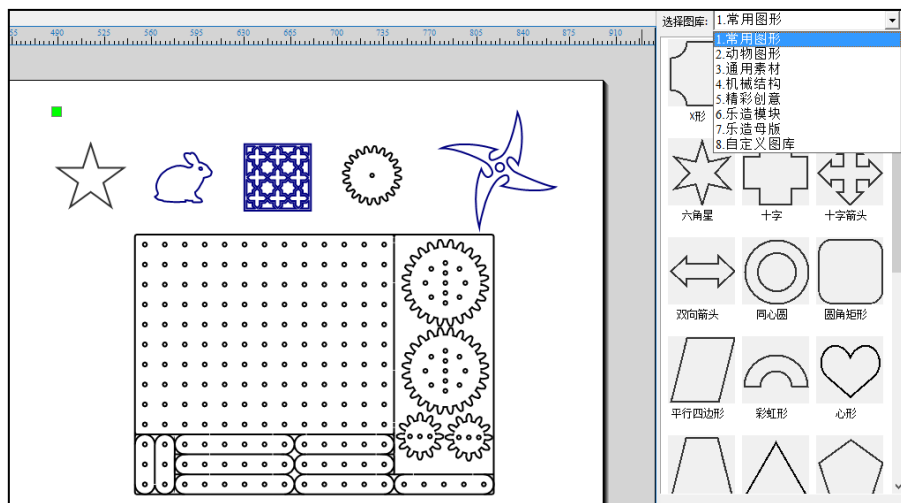 选择图库: 1.常用图形
455 490 525 560 595 630 665 700 735 770 805 840 875 910
1.常用图形
2.动物图形
3.通用素材
4.机械结构
5.精彩创意
6.乐造模块
7.乐造母版
8.自定义图库
X形
六角星 十字 十字箭头
双向箭头 同心圆 圆角矩形
平行四边形 彩虹形 心形